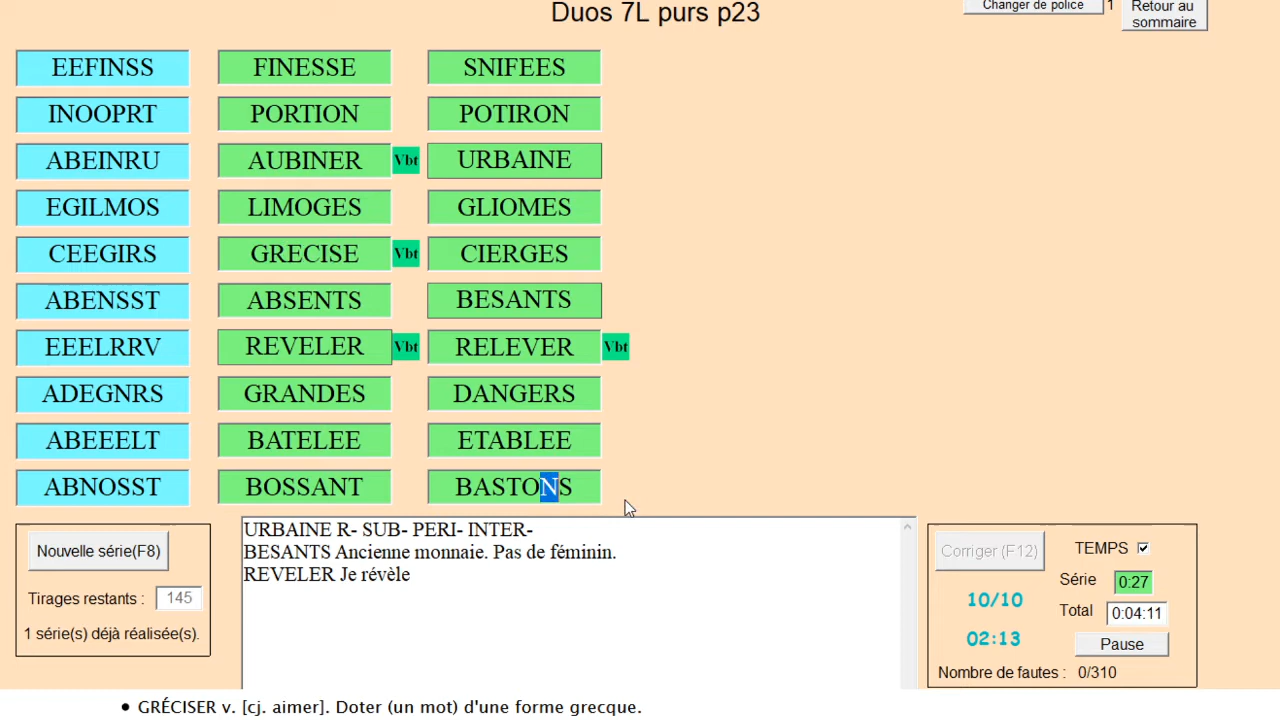 Duos 7L purs p23
Changer de police 1
Retour au
sommaire
EEFINSS FINESSE SNIFEES
INOOPRT PORTION POTIRON
ABEINRU AUBINER Vbt URBAINE
EGILMOS LIMOGES GLIOMES
CEEGIRS GRECISE Vbt CIERGES
ABENSST ABSENTS BESANTS
EEELRRV REVELER Vbt RELEVER Vbt
ADEGNRS GRANDES DANGERS
ABEEELT BATELEE ETABLEE
ABNOSST BOSSANT BASTONS
Nouvelle série(F8)
Tirages restants : 145
1 série(s) déjà réalisée(s).
URBAINE R- SUB- PERI- INTER-
BESANTS Ancienne monnaie. Pas de féminin.
REVELER Je révèle
Corriger (F12) TEMPS
Série 0:27
10/10
Total 0:04:11
02:13
Pause
Nombre de fautes : 0/310
• GRÉCISER v. [cj. aimer]. Doter (un mot) d'une forme grecque.